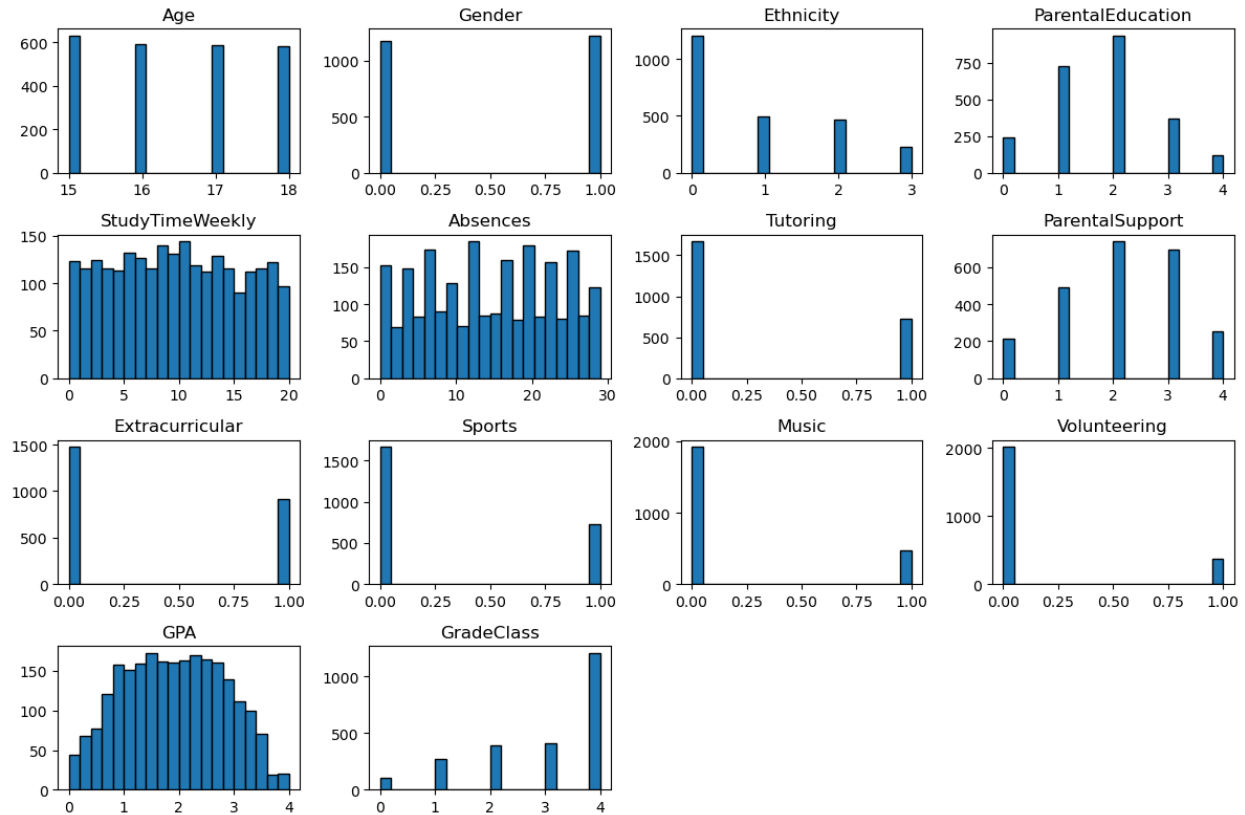 Age Gender Ethnicity ParentalEducation
600 400 200 0
15 16 17 18
1000 500 0
0.00 0.25 0.50 0.75 1.00
1000 500 0
0 1 2 3
750 500 250 0
0 1 2 3 4
StudyTimeWeekly Absences Tutoring ParentalSupport
150 100 50 0
0 5 10 15 20
150 100 50 0
0 10 20 30
1500 1000 500 0
0.00 0.25 0.50 0.75 1.00
600 400 200 0
0 1 2 3 4
Extracurricular Sports Music Volunteering
1500 1000 500 0
0.00 0.25 0.50 0.75 1.00
1500 1000 500 0
0.00 0.25 0.50 0.75 1.00
2000 1000 0
0.00 0.25 0.50 0.75 1.00
2000 1000 0
0.00 0.25 0.50 0.75 1.00
GPA GradeClass
150 100 50 0
0 1 2 3 4
1000 500 0
0 1 2 3 4